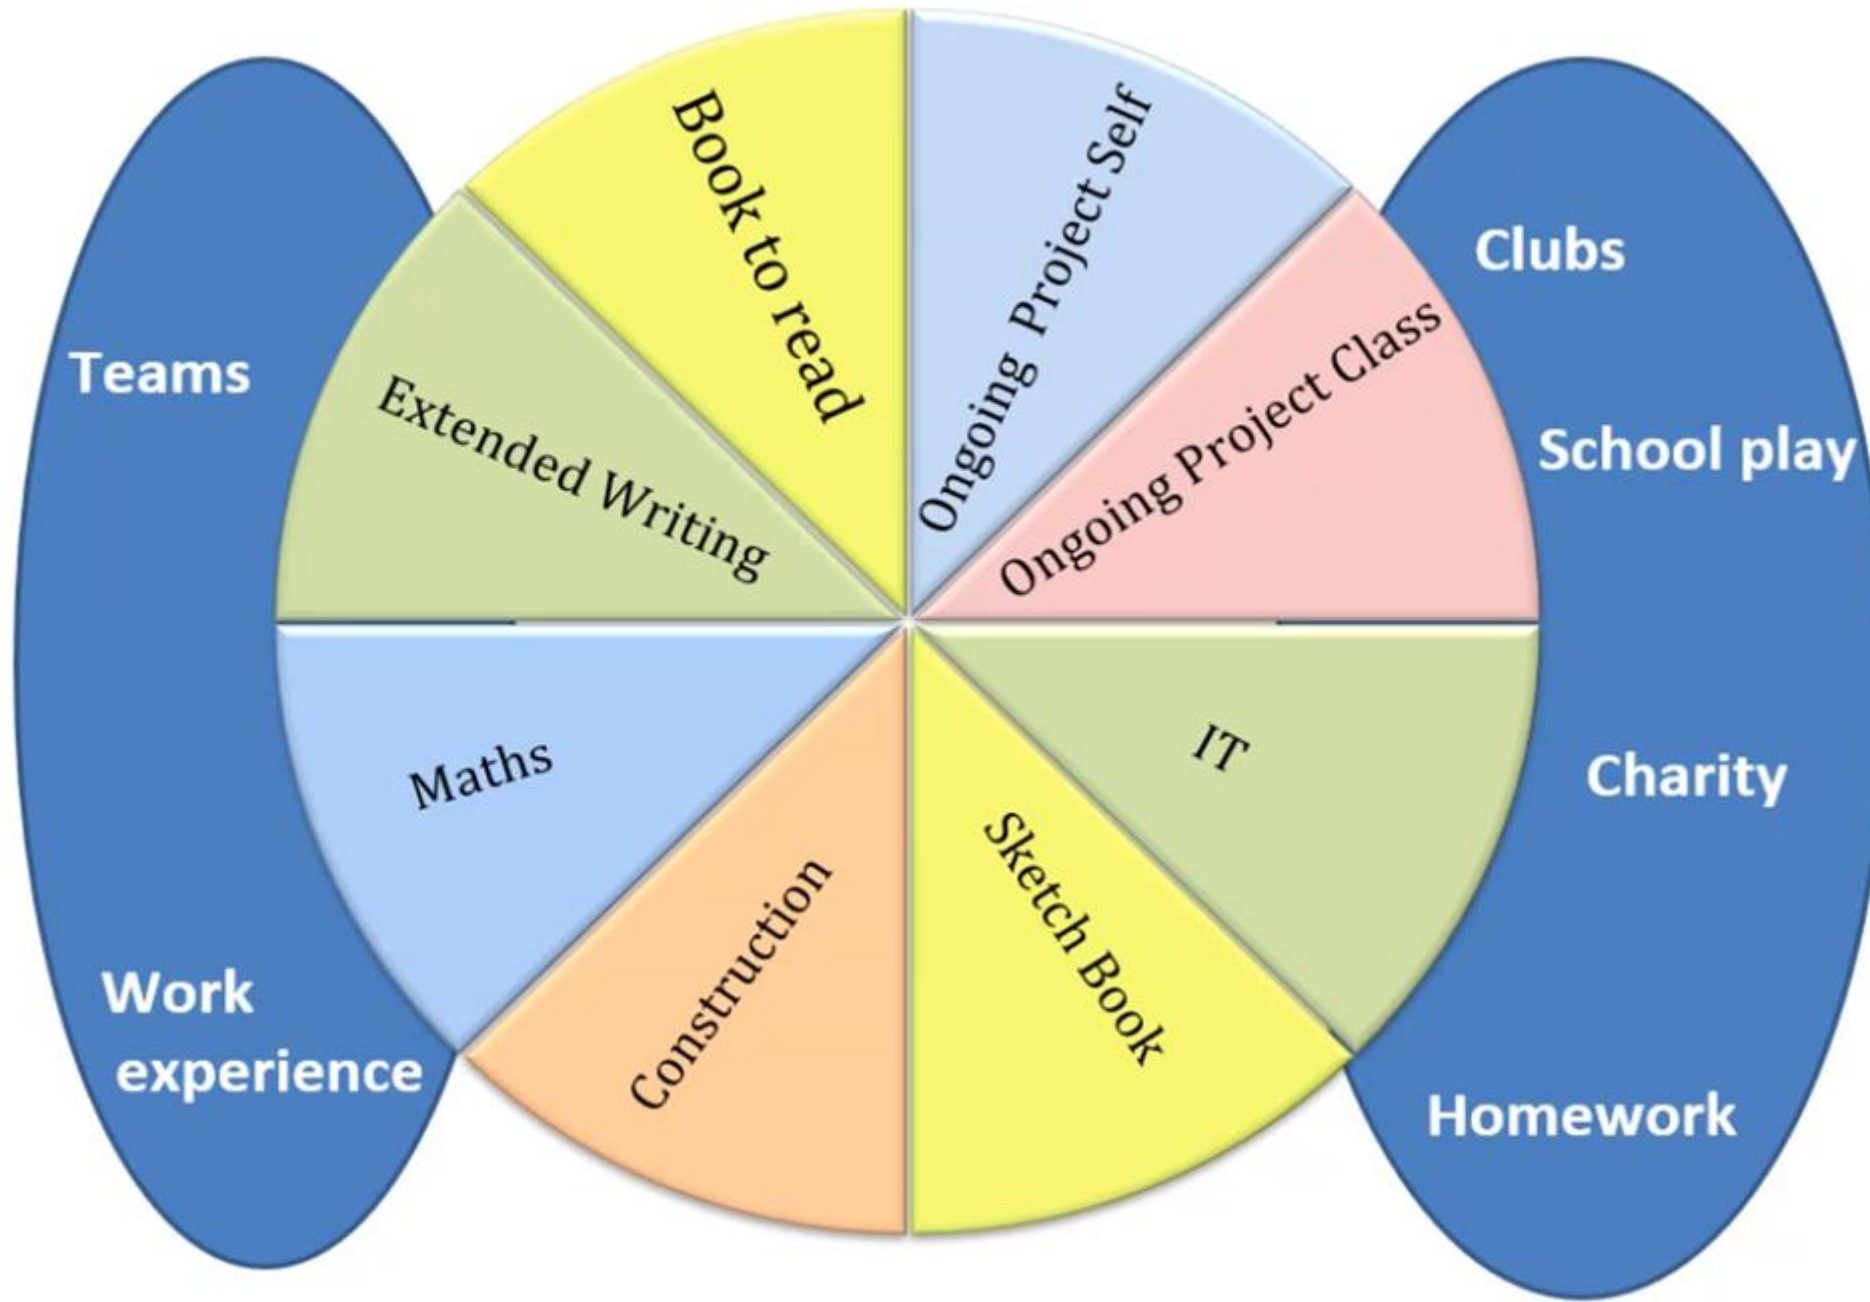 Book to read
Ongoing Project Self
Ongoing Project Class
IT
Sketch Book
Construction
Maths
Extended Writing
Teams
Work
experience
Clubs
School play
Charity
Homework